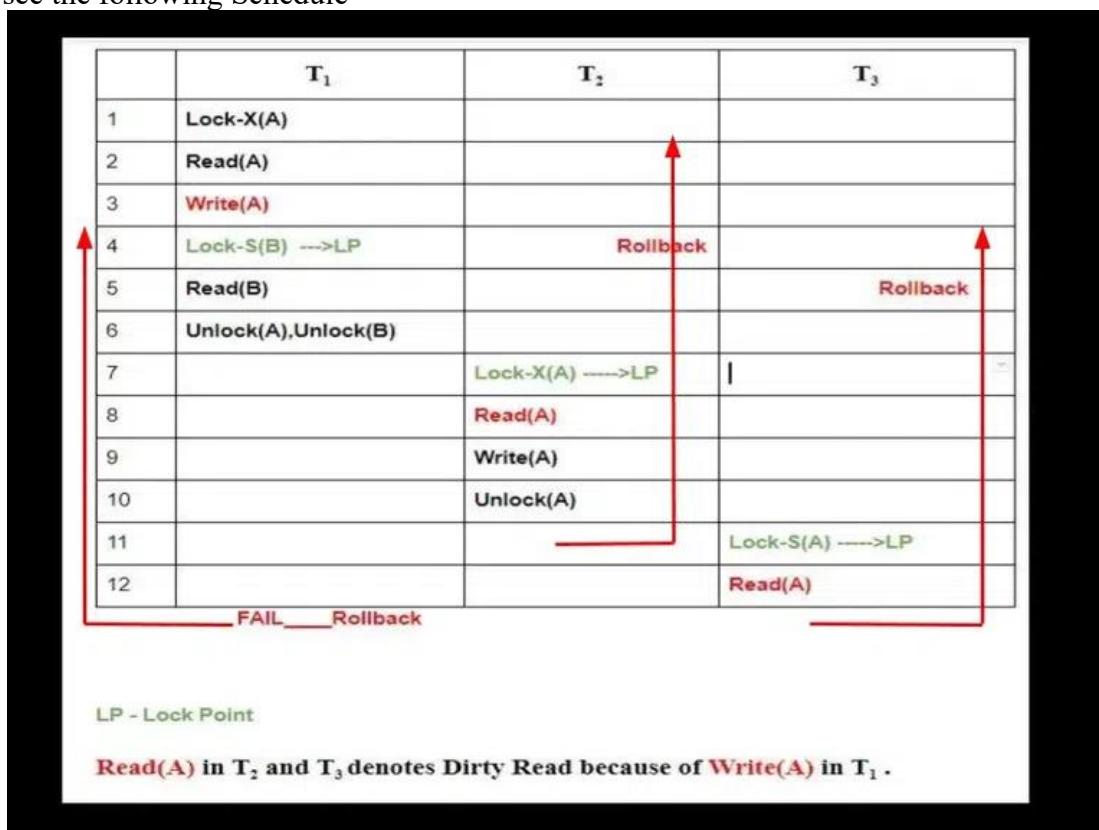 see the following Schedule
T₁ T₂ T₃
1 Lock-X(A)
2 Read(A)
3 Write(A)
4 Lock-S(B) --->LP Rollback
5 Read(B) Rollback
6 Unlock(A),Unlock(B)
7 Lock-X(A) ----->LP
8 Read(A)
9 Write(A)
10 Unlock(A)
11 Lock-S(A) ----->LP
12 Read(A)
FAIL____Rollback
LP - Lock Point
Read(A) in T₂ and T₃ denotes Dirty Read because of Write(A) in T₁ .